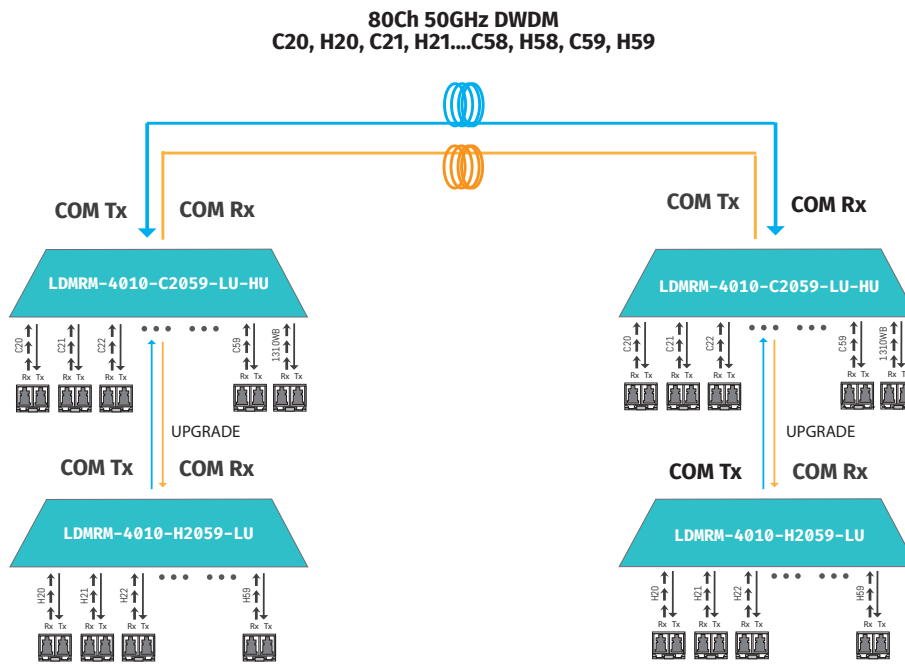 80Ch 50GHz DWDM
C20, H20, C21, H21....C58, H58, C59, H59
COM Tx COM Rx
COM Tx COM Rx
LDMRM-4010-C2059-LU-HU
LDMRM-4010-C2059-LU-HU
C20 C21 C22 C59 1310WB
C20 C21 C22 C59 1310WB
Rx Tx Rx Tx Rx Tx Rx Tx Rx Tx
Rx Tx Rx Tx Rx Tx Rx Tx Rx Tx
UPGRADE
UPGRADE
COM Tx COM Rx
COM Tx COM Rx
LDMRM-4010-H2059-LU
LDMRM-4010-H2059-LU
H20 H21 H22 H59
H20 H21 H22 H59
Rx Tx Rx Tx Rx Tx Rx Tx
Rx Tx Rx Tx Rx Tx Rx Tx